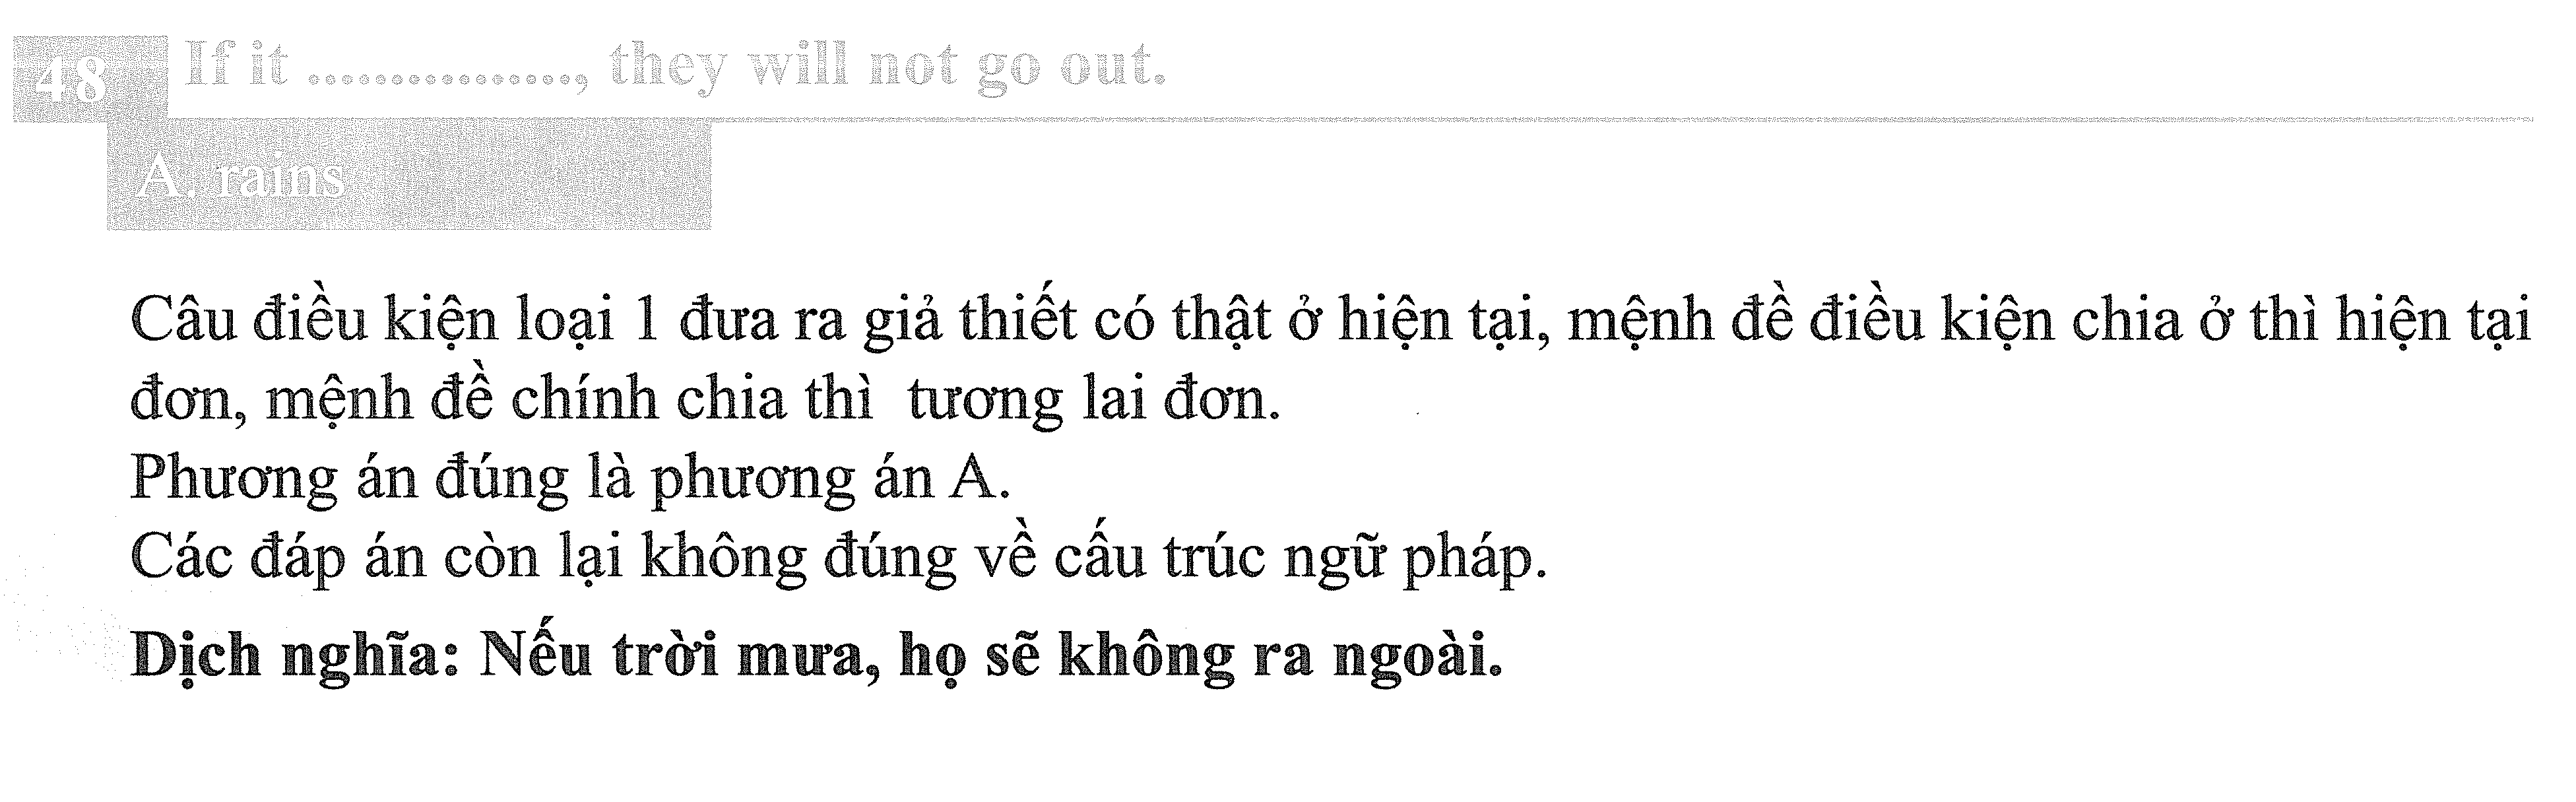 48 If it ................, they will not go out.
A. rains
Câu điều kiện loại 1 đưa ra giả thiết có thật ở hiện tại, mệnh đề điều kiện chia ở thì hiện tại
đơn, mệnh đề chính chia thì tương lai đơn.
Phương án đúng là phương án A.
Các đáp án còn lại không đúng về cấu trúc ngữ pháp.
Dịch nghĩa: Nếu trời mưa, họ sẽ không ra ngoài.